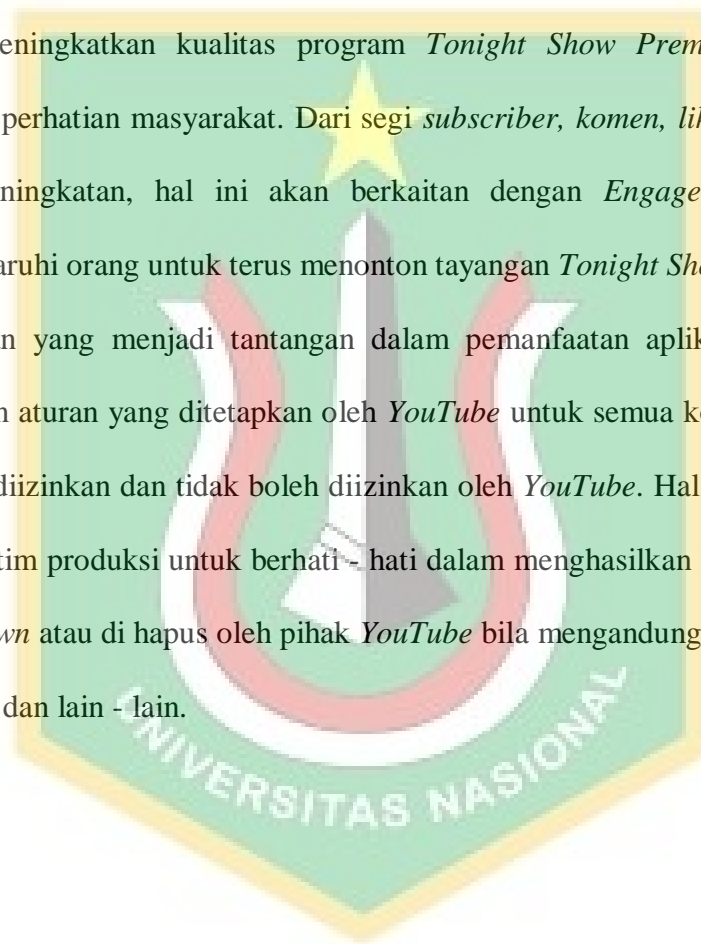 eningkatkan kualitas program Tonight Show Prem
perhatian masyarakat. Dari segi subscriber, komen, lik
ningkatan, hal ini akan berkaitan dengan Engage
aruhi orang untuk terus menonton tayangan Tonight Sho
n yang menjadi tantangan dalam pemanfaatan aplik
n aturan yang ditetapkan oleh YouTube untuk semua ko
diizinkan dan tidak boleh diizinkan oleh YouTube. Hal
tim produksi untuk berhati - hati dalam menghasilkan
wn atau di hapus oleh pihak YouTube bila mengandung
dan lain - lain.
UNIVERSITAS NASIONAL